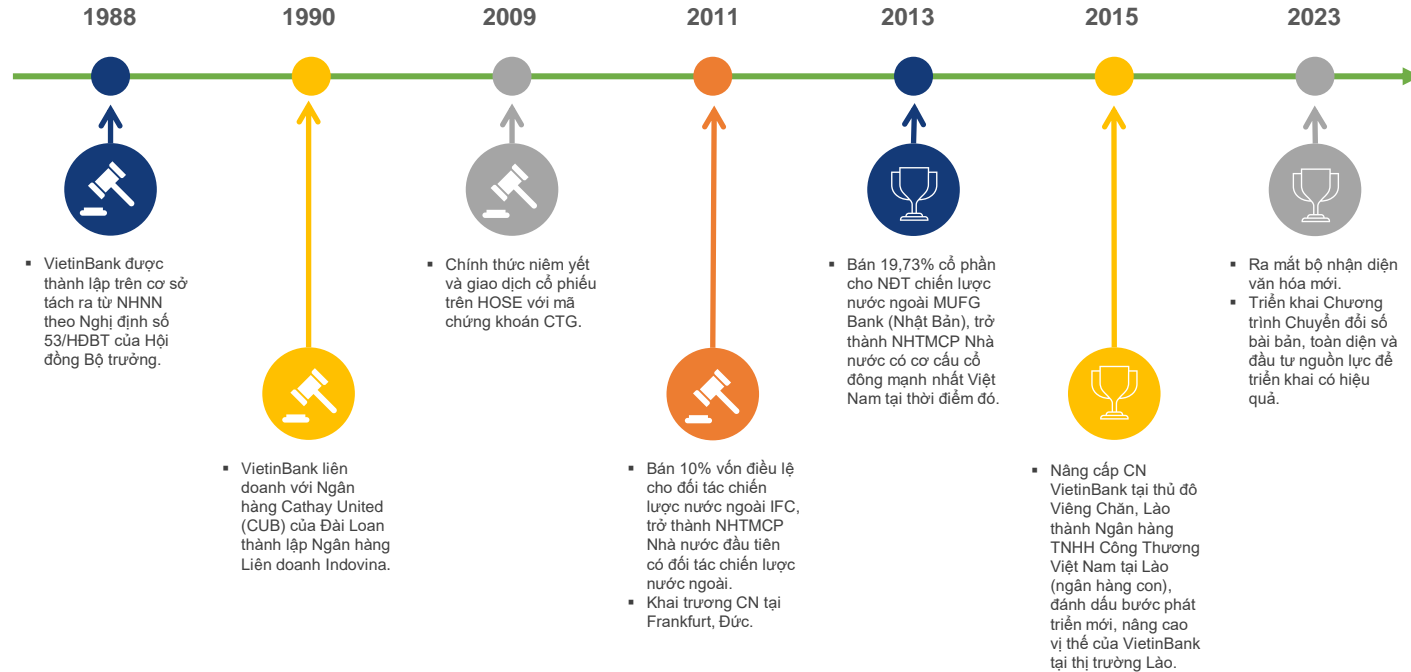 1988
1990
2009
2011
2013
2015
2023
▪ VietinBank được
thành lập trên cơ sở
tách ra từ NHNN
theo Nghị định số
53/HĐBT của Hội
đồng Bộ trưởng.
▪ VietinBank liên
doanh với Ngân
hàng Cathay United
(CUB) của Đài Loan
thành lập Ngân hàng
Liên doanh Indovina.
▪ Chính thức niêm yết
và giao dịch cổ phiếu
trên HOSE với mã
chứng khoán CTG.
▪ Bán 10% vốn điều lệ
cho đối tác chiến
lược nước ngoài IFC,
trở thành NHTMCP
Nhà nước đầu tiên
có đối tác chiến lược
nước ngoài.
▪ Khai trương CN tại
Frankfurt, Đức.
▪ Bán 19,73% cổ phần
cho NĐT chiến lược
nước ngoài MUFG
Bank (Nhật Bản), trở
thành NHTMCP Nhà
nước có cơ cấu cổ
đông mạnh nhất Việt
Nam tại thời điểm đó.
▪ Nâng cấp CN
VietinBank tại thủ đô
Viêng Chăn, Lào
thành Ngân hàng
TNHH Công Thương
Việt Nam tại Lào
(ngân hàng con),
đánh dấu bước phát
triển mới, nâng cao
vị thế của VietinBank
tại thị trường Lào.
▪ Ra mắt bộ nhận diện
văn hóa mới.
▪ Triển khai Chương
trình Chuyển đổi số
bài bản, toàn diện và
đầu tư nguồn lực để
triển khai có hiệu
quả.